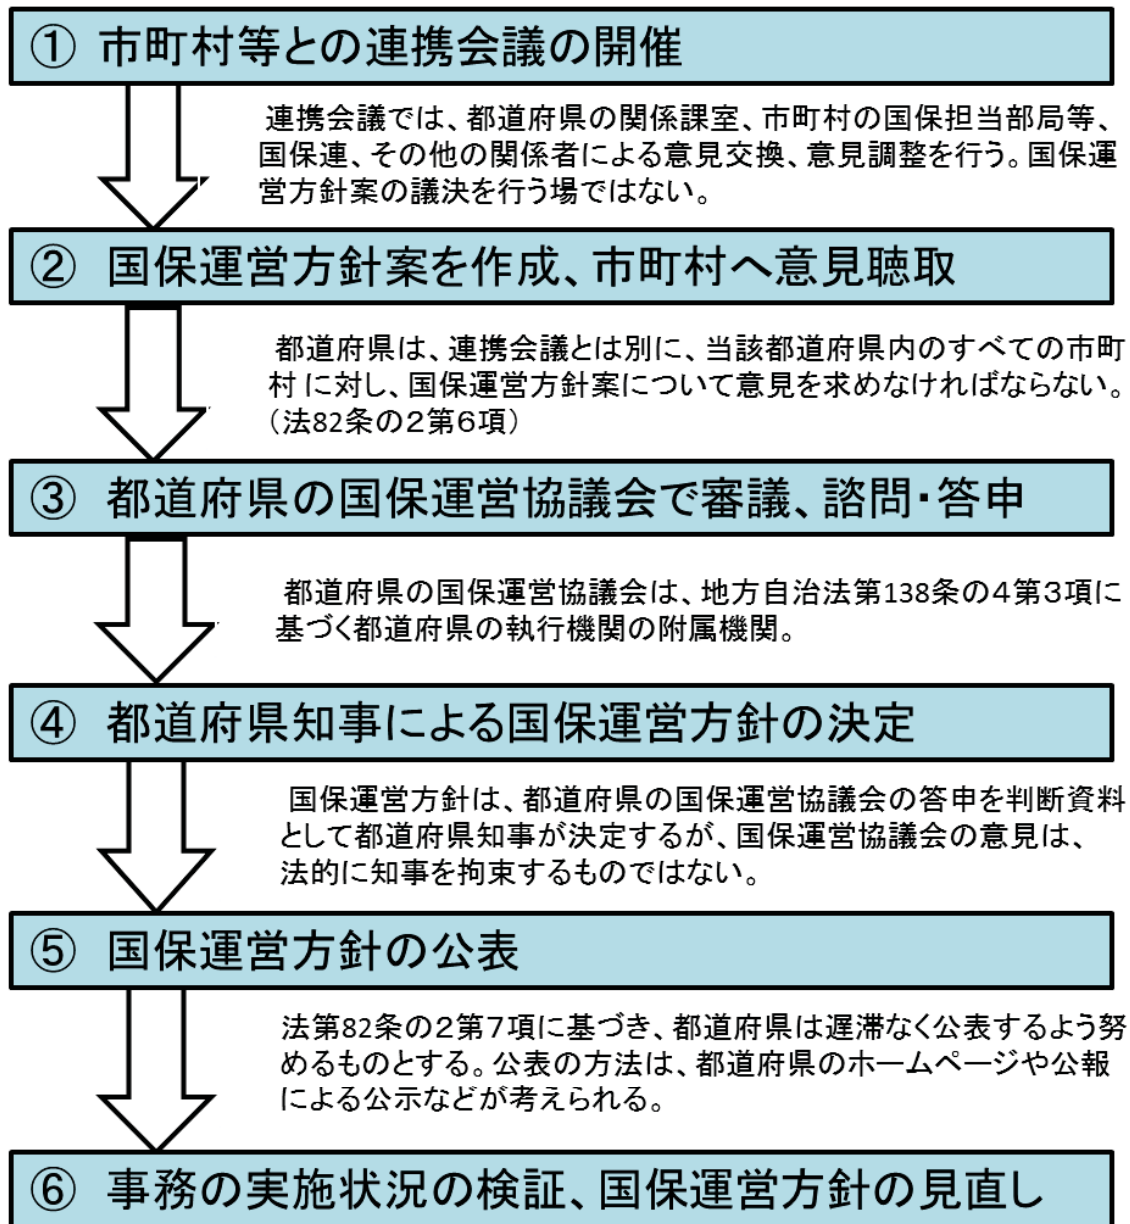 ① 市町村等との連携会議の開催
連携会議では、都道府県の関係課室、市町村の国保担当部局等、
国保連、その他の関係者による意見交換、意見調整を行う。国保運
営方針案の議決を行う場ではない。
② 国保運営方針案を作成、市町村へ意見聴取
都道府県は、連携会議とは別に、当該都道府県内のすべての市町
村に対し、国保運営方針案について意見を求めなければならない。
（法82条の２第６項）
③ 都道府県の国保運営協議会で審議、諮問・答申
都道府県の国保運営協議会は、地方自治法第138条の４第３項に
基づく都道府県の執行機関の附属機関。
④ 都道府県知事による国保運営方針の決定
国保運営方針は、都道府県の国保運営協議会の答申を判断資料
として都道府県知事が決定するが、国保運営協議会の意見は、
法的に知事を拘束するものではない。
⑤ 国保運営方針の公表
法第82条の２第７項に基づき、都道府県は遅滞なく公表するよう努
めるものとする。公表の方法は、都道府県のホームページや公報
による公示などが考えられる。
⑥ 事務の実施状況の検証、国保運営方針の見直し